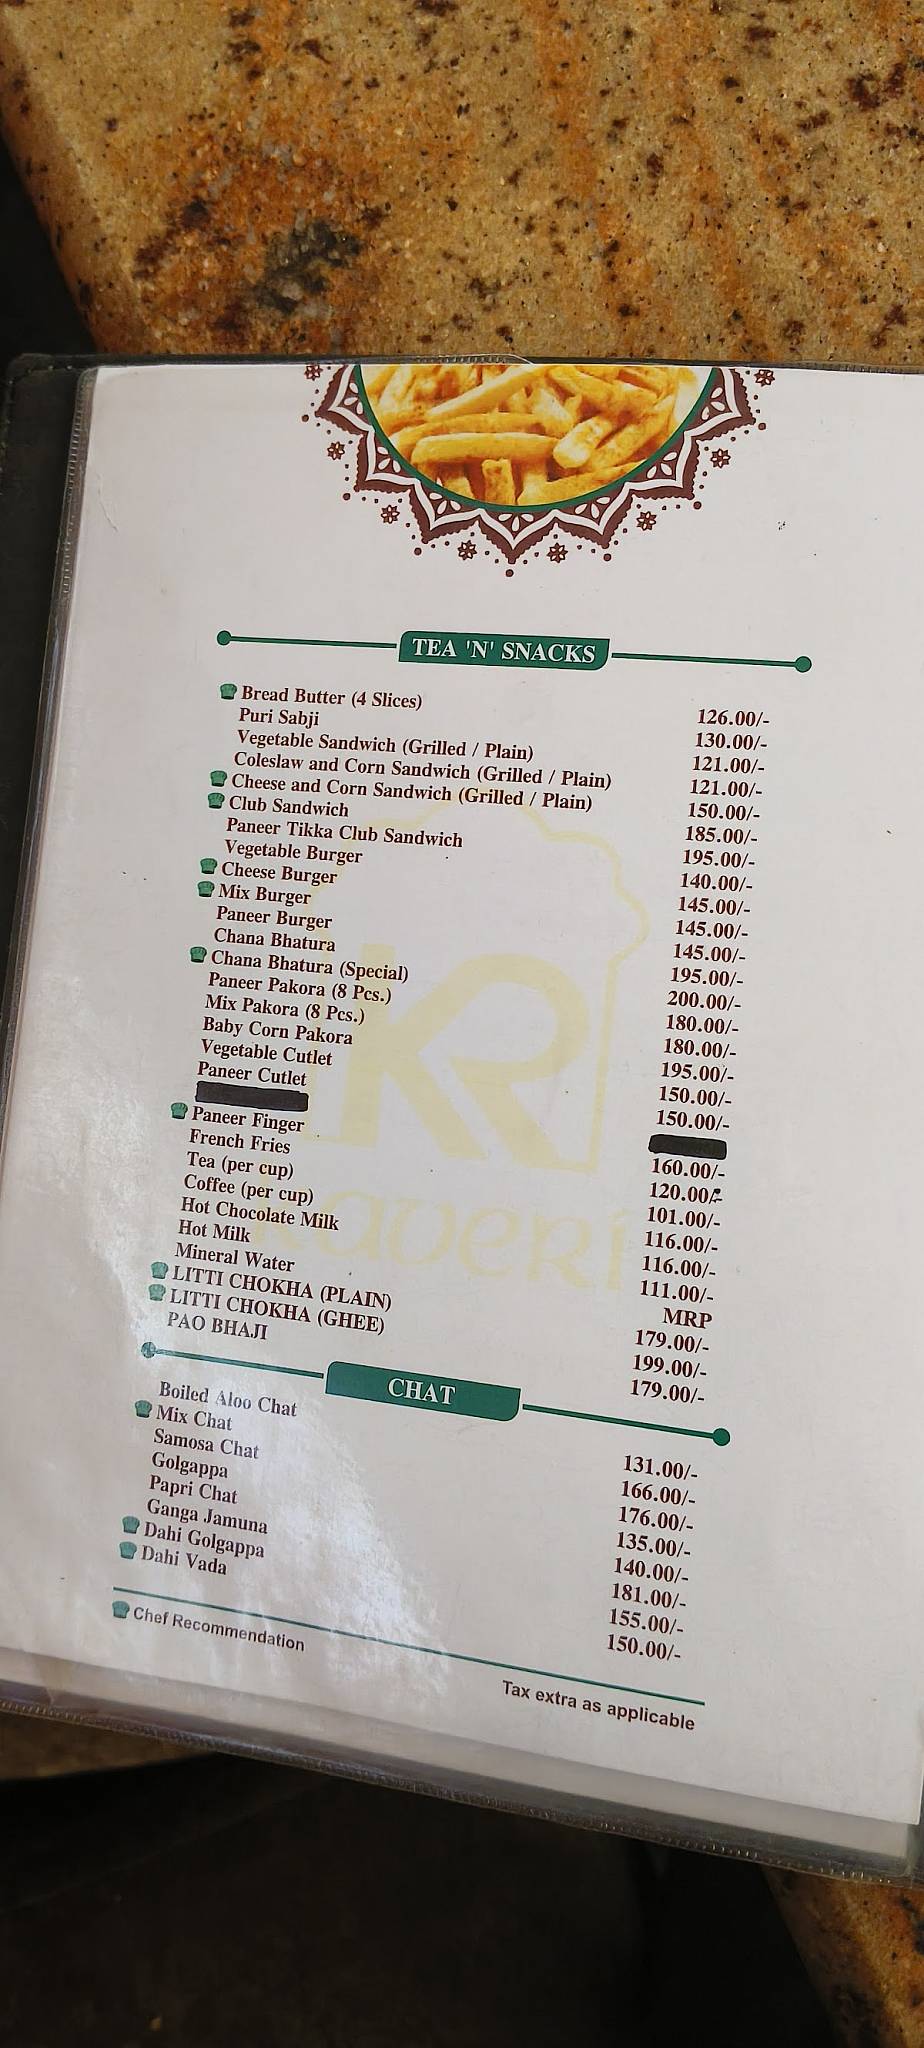 TEA 'N' SNACKS
Bread Butter (4 Slices) 126.00/-
Puri Sabji 130.00/-
Vegetable Sandwich (Grilled / Plain) 121.00/-
Coleslaw and Corn Sandwich (Grilled / Plain) 121.00/-
Cheese and Corn Sandwich (Grilled / Plain) 150.00/-
Club Sandwich 185.00/-
Paneer Tikka Club Sandwich 195.00/-
Vegetable Burger 140.00/-
Cheese Burger 145.00/-
Mix Burger 145.00/-
Paneer Burger 145.00/-
Chana Bhatura 195.00/-
Chana Bhatura (Special) 200.00/-
Paneer Pakora (8 Pcs.) 180.00/-
Mix Pakora (8 Pcs.) 180.00/-
Baby Corn Pakora 195.00/-
Vegetable Cutlet 150.00/-
Paneer Cutlet 150.00/-
Paneer Finger 160.00/-
French Fries 120.00/-
Tea (per cup) 101.00/-
Coffee (per cup) 116.00/-
Hot Chocolate Milk 116.00/-
Hot Milk 111.00/-
Mineral Water MRP
LITTI CHOKHA (PLAIN) 179.00/-
LITTI CHOKHA (GHEE) 199.00/-
PAO BHAJI 179.00/-
KR
kaveri
CHAT
Boiled Aloo Chat 131.00/-
Mix Chat 166.00/-
Samosa Chat 176.00/-
Golgappa 135.00/-
Papri Chat 140.00/-
Ganga Jamuna 181.00/-
Dahi Golgappa 155.00/-
Dahi Vada 150.00/-
Chef Recommendation
Tax extra as applicable